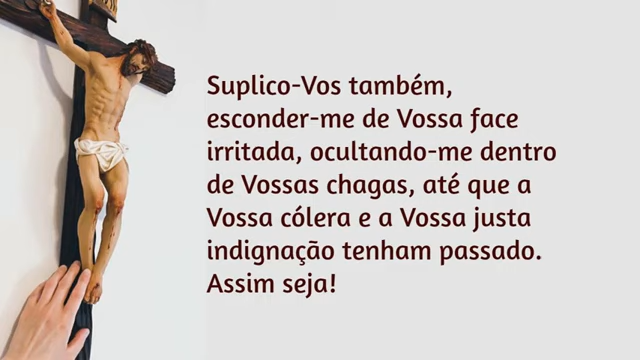 Suplico-Vos também,
esconder-me de Vossa face
irritada, ocultando-me dentro
de Vossas chagas, até que a
Vossa cólera e a Vossa justa
indignação tenham passado.
Assim seja!